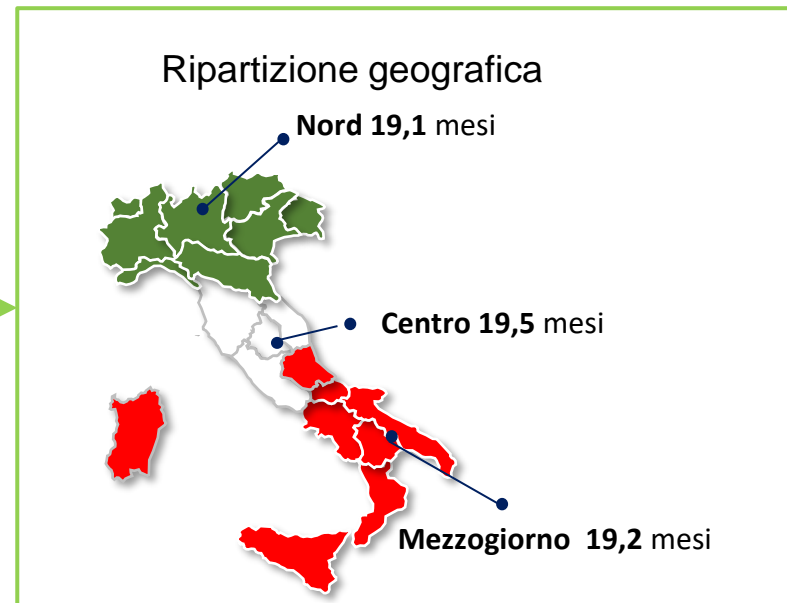 Ripartizione geografica
Nord 19,1 mesi
Centro 19,5 mesi
Mezzogiorno 19,2 mesi